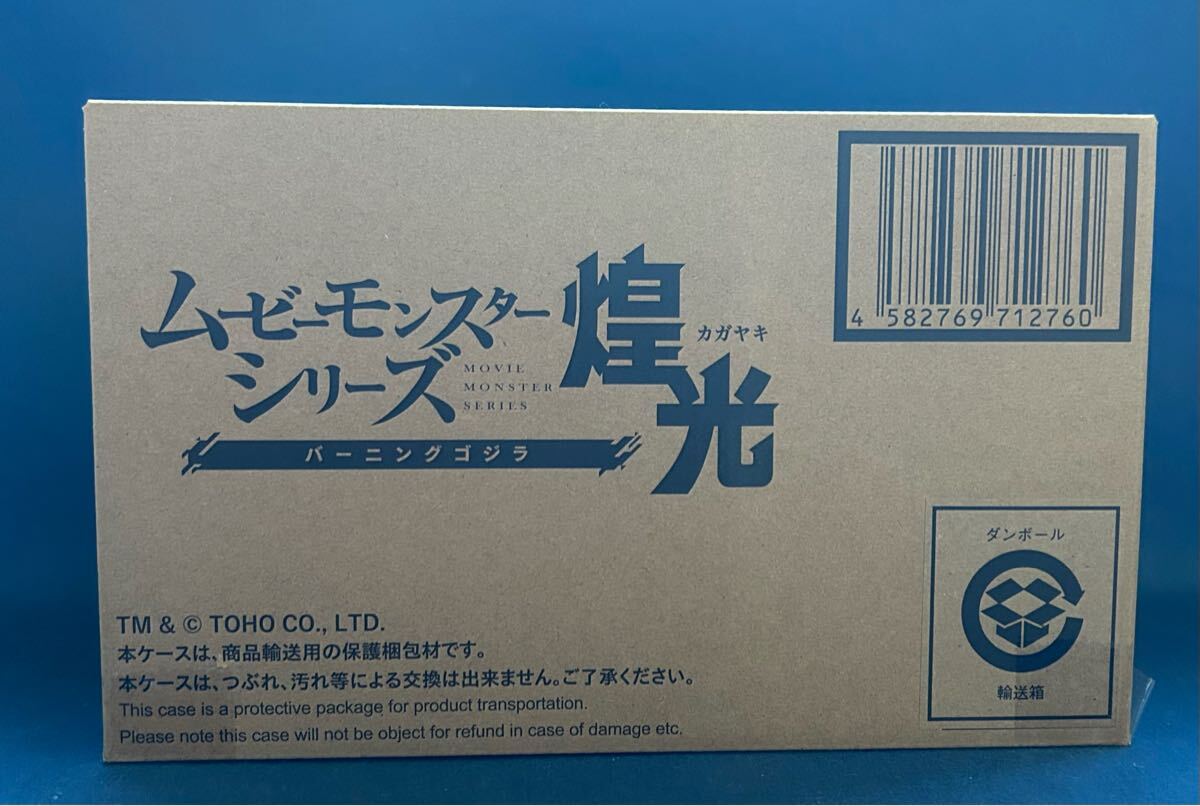 4 582769 712760
ムービーモンスター
シリーズ
MOVIE
MONSTER
SERIES
煌光
カガヤキ
バーニングゴジラ
ダンボール
輸送箱
TM & © TOHO CO., LTD.
本ケースは、商品輸送用の保護梱包材です。
本ケースは、つぶれ、汚れ等による交換は出来ません。ご了承ください。
This case is a protective package for product transportation.
Please note this case will not be object for refund in case of damage etc.